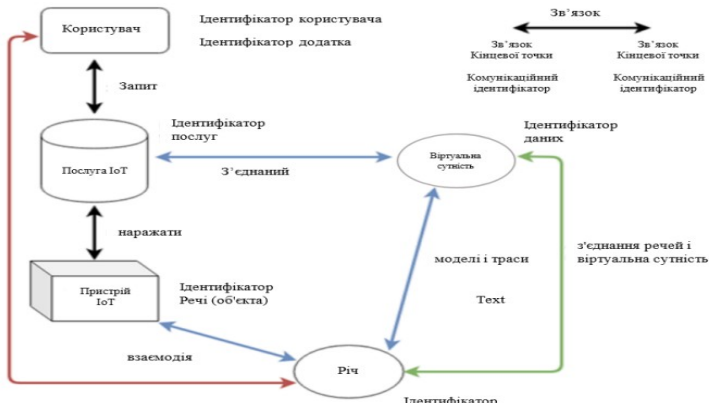 Користувач
Ідентифікатор користувача
Ідентифікатор додатка
Зв’язок
Зв’язок
Кінцевої точки
Комунікаційний
ідентифікатор
Зв’язок
Кінцевої точки
Комунікаційний
ідентифікатор
Запит
Ідентифікатор
послуг
Послуга IoT
З’єднаний
Віртуальна
сутність
Ідентифікатор
даних
наражати
моделі і траси
з'єднання речей і
віртуальна сутність
Пристрій
IoT
Ідентифікатор
Речі (об'єкта)
Text
взаємодія
Річ
Ідентифікатор